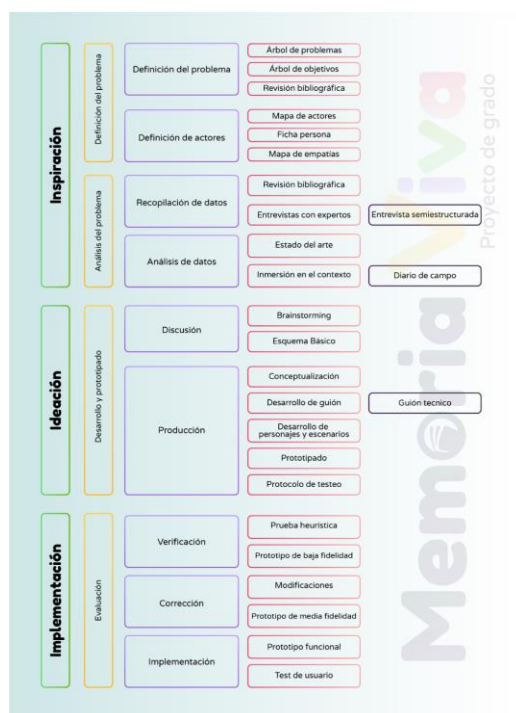 Inspiración
Definición del problema
Definición del problema
Árbol de problemas
Árbol de objetivos
Revisión bibliográfica
Definición de actores
Mapa de actores
Ficha persona
Mapa de empatías
Análisis del problema
Recopilación de datos
Revisión bibliográfica
Entrevistas con expertos
Entrevista semiestructurada
Análisis de datos
Estado del arte
Inmersión en el contexto
Diario de campo
Ideación
Desarrollo y prototipado
Discusión
Brainstorming
Esquema Básico
Producción
Conceptualización
Desarrollo de guión
Guión tecnico
Desarrollo de
personajes y escenarios
Prototipado
Protocolo de testeo
Implementación
Evaluación
Verificación
Prueba heuristica
Prototipo de baja fidelidad
Corrección
Modificaciones
Prototipo de media fidelidad
Implementación
Prototipo funcional
Test de usuario
Memoria Viva
Proyecto de grado